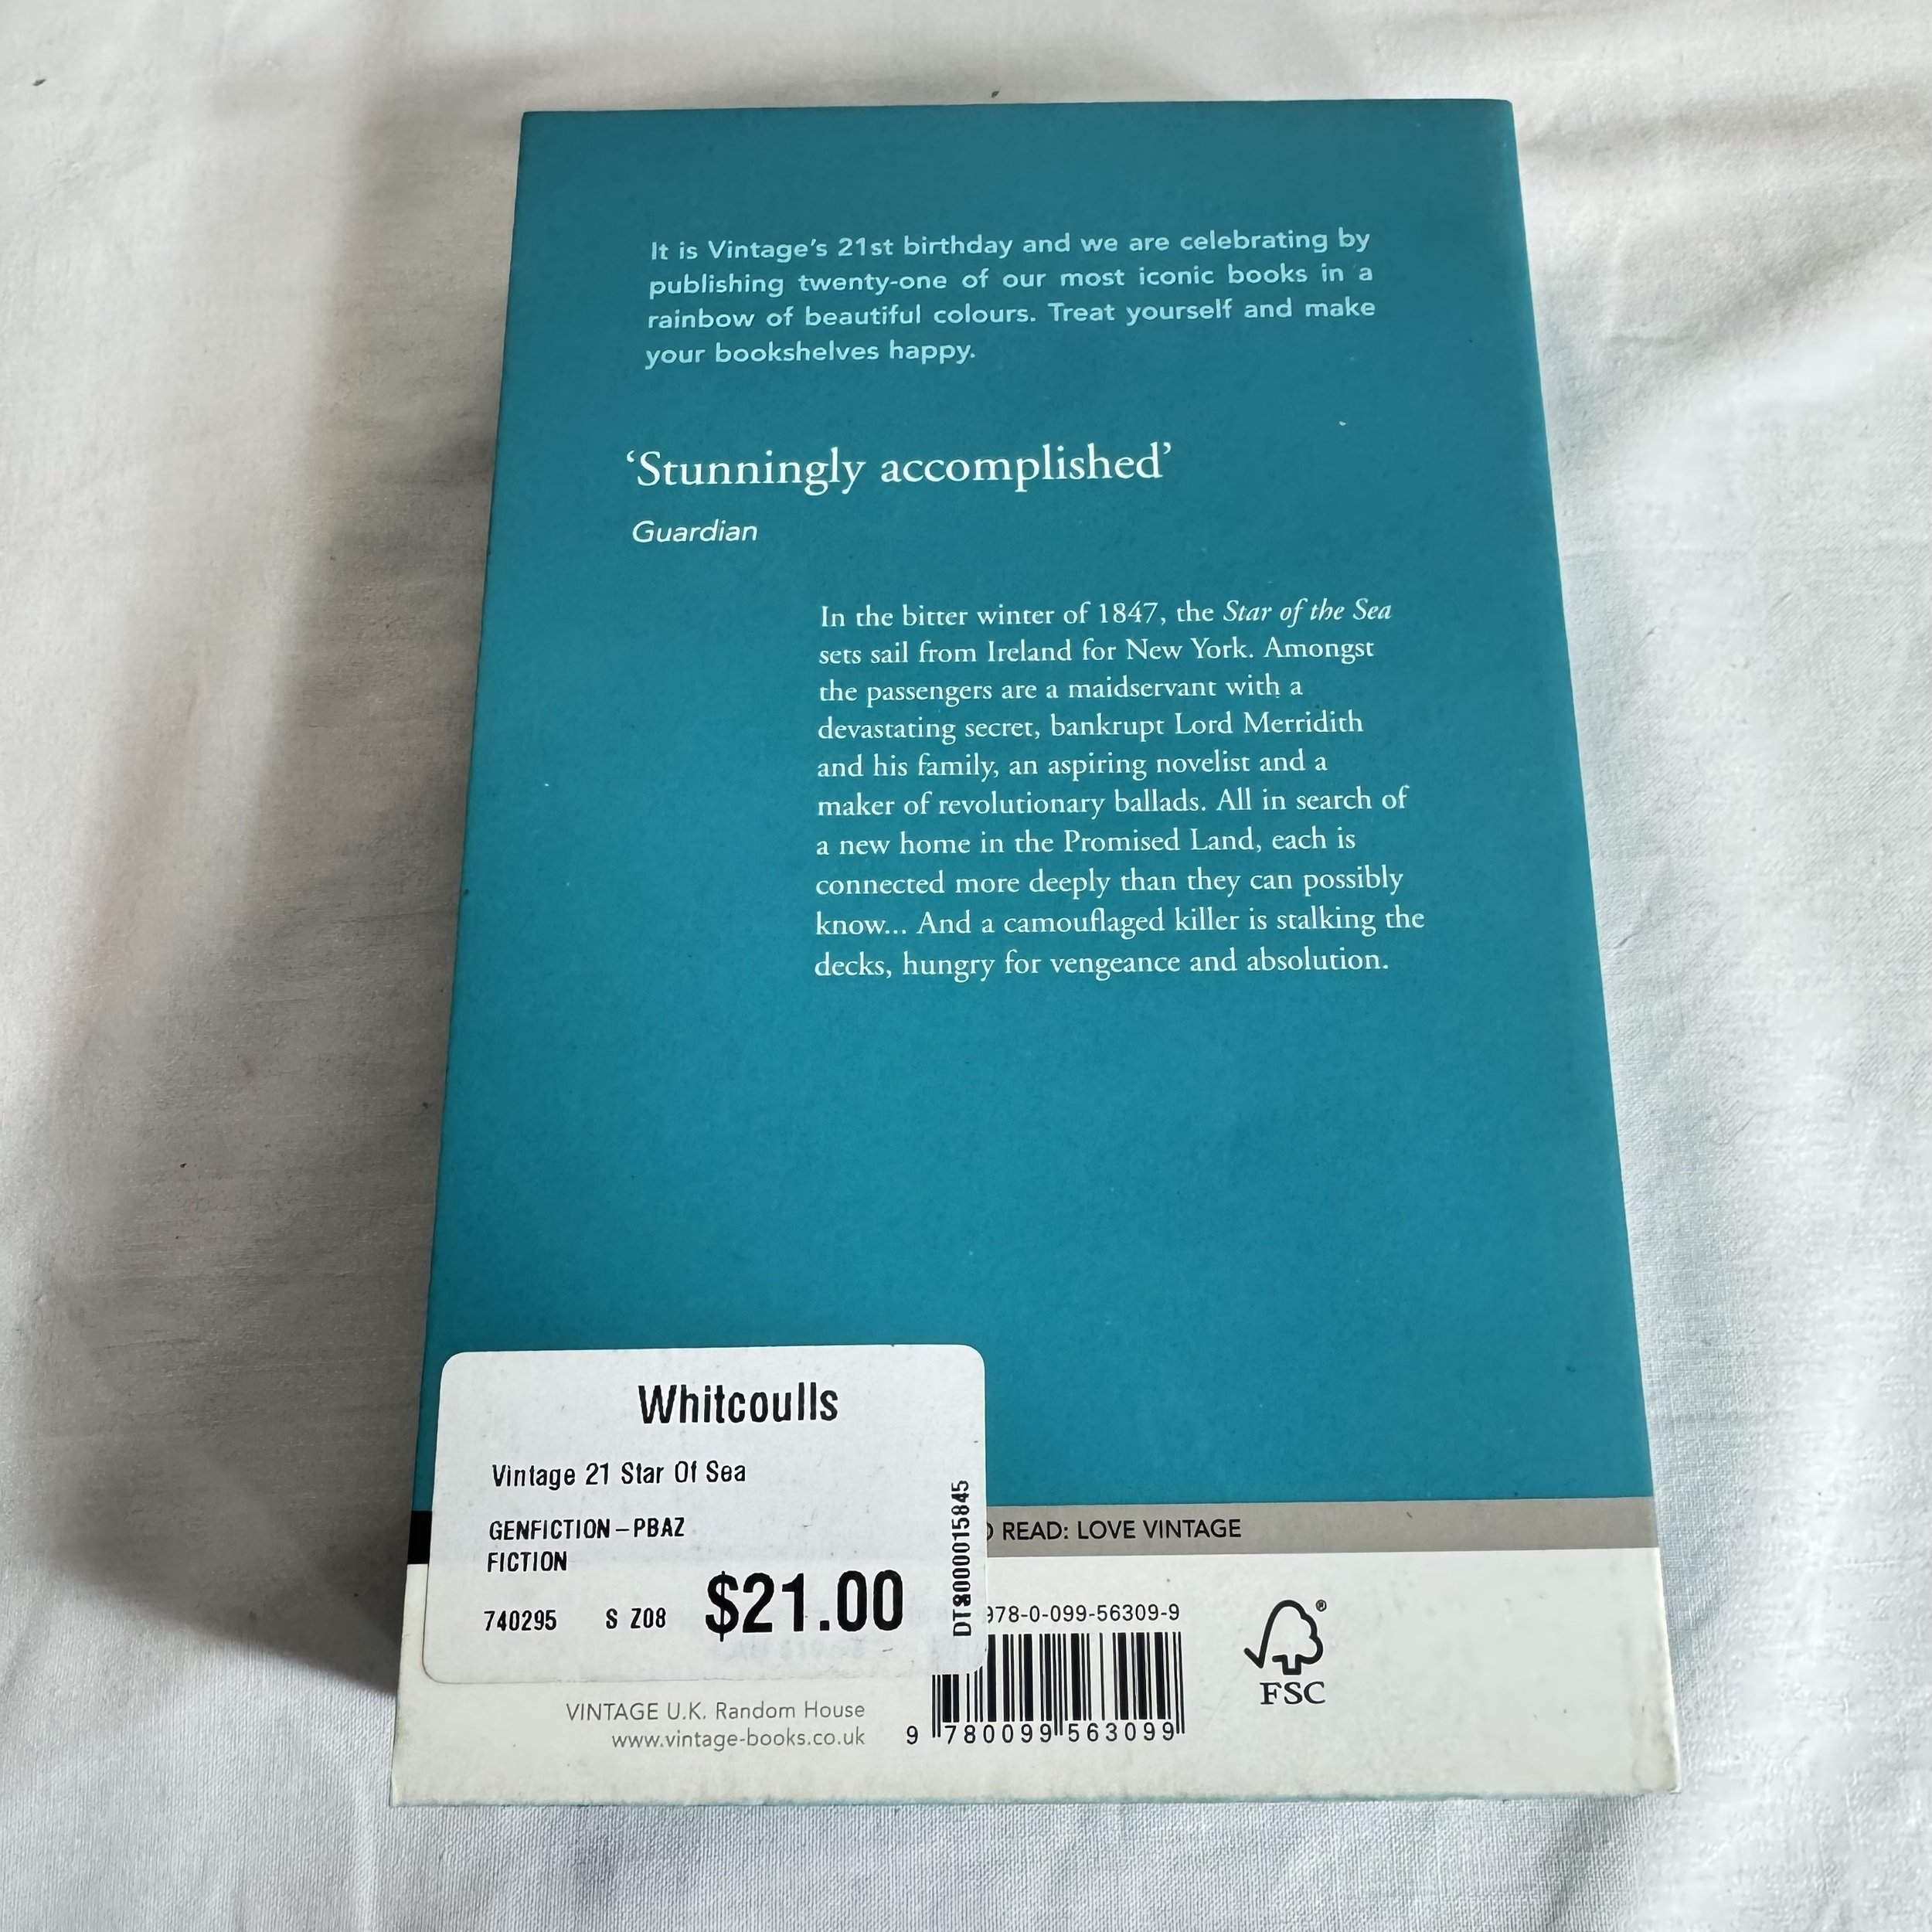 It is Vintage's 21st birthday and we are celebrating by
publishing twenty-one of our most iconic books in a
rainbow of beautiful colours. Treat yourself and make
your bookshelves happy.
‘Stunningly accomplished’
Guardian
In the bitter winter of 1847, the Star of the Sea
sets sail from Ireland for New York. Amongst
the passengers are a maidservant with a
devastating secret, bankrupt Lord Merridith
and his family, an aspiring novelist and a
maker of revolutionary ballads. All in search of
a new home in the Promised Land, each is
connected more deeply than they can possibly
know... And a camouflaged killer is stalking the
decks, hungry for vengeance and absolution.
Whitcoulls
Vintage 21 Star Of Sea
GENFICTION-PBAZ
FICTION
740295 S Z08 $21.00
DT80000015845
READ: LOVE VINTAGE
978-0-099-56309-9
VINTAGE U.K. Random House
www.vintage-books.co.uk
9 780099 563099
FSC®